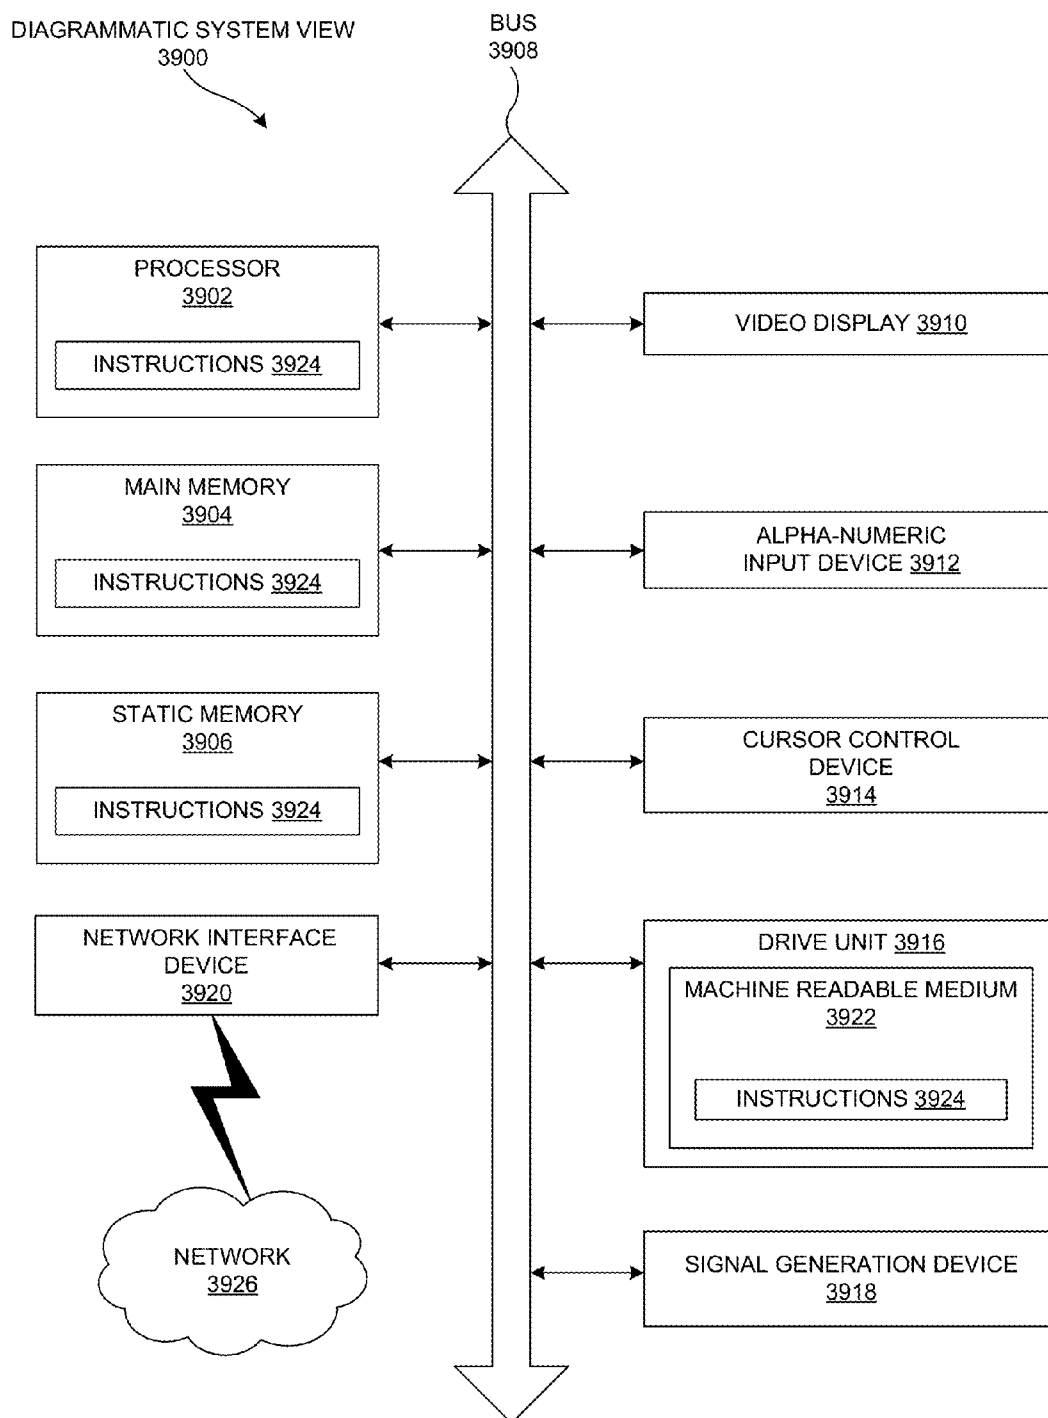 DIAGRAMMATIC SYSTEM VIEW
3900
BUS
3908
PROCESSOR
3902
INSTRUCTIONS 3924
VIDEO DISPLAY 3910
MAIN MEMORY
3904
INSTRUCTIONS 3924
ALPHA-NUMERIC
INPUT DEVICE 3912
STATIC MEMORY
3906
INSTRUCTIONS 3924
CURSOR CONTROL
DEVICE
3914
NETWORK INTERFACE
DEVICE
3920
DRIVE UNIT 3916
MACHINE READABLE MEDIUM
3922
INSTRUCTIONS 3924
NETWORK
3926
SIGNAL GENERATION DEVICE
3918